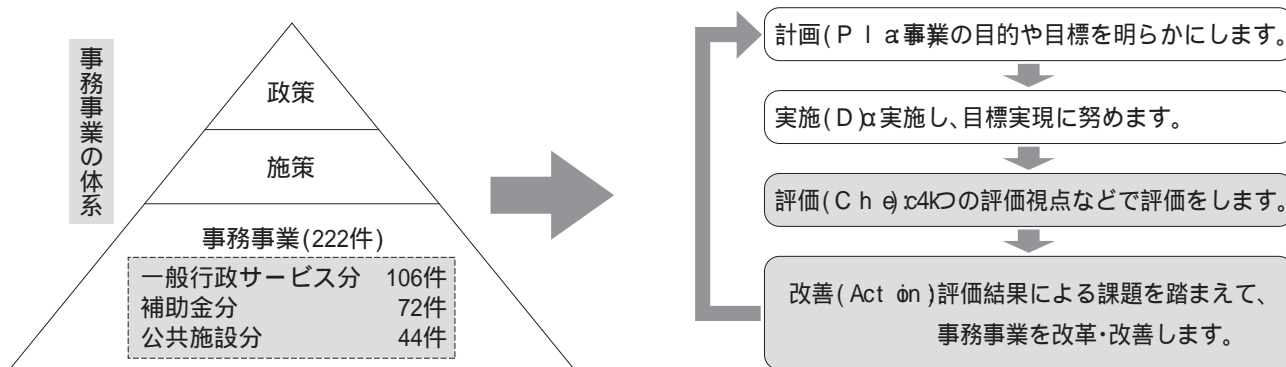 事務事業の体系
政策
施策
事務事業(222件)
一般行政サービス分 106件
補助金分 72件
公共施設分 44件
計画(Plan):事業の目的や目標を明らかにします。
実施(Do):実施し、目標実現に努めます。
評価(Check):4つの評価視点などで評価をします。
改善(Action):評価結果による課題を踏まえて、
事務事業を改革・改善します。